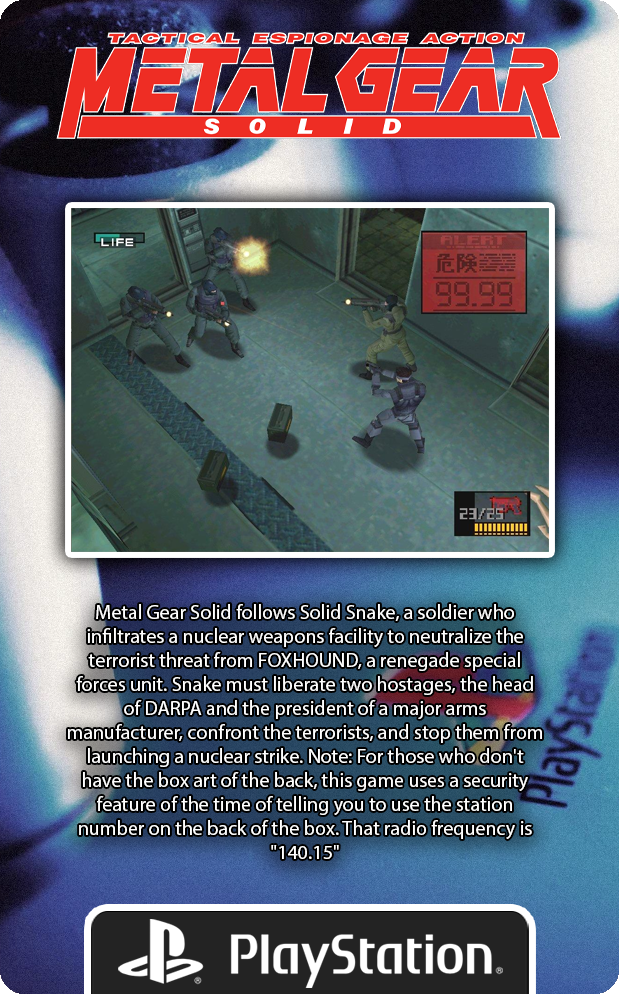 TACTICAL ESPIONAGE ACTION
METAL GEAR
SOLID
LIFE
ALERT
危険
99.99
23/25
Metal Gear Solid follows Solid Snake, a soldier who
infiltrates a nuclear weapons facility to neutralize the
terrorist threat from FOXHOUND, a renegade special
forces unit. Snake must liberate two hostages, the head
of DARPA and the president of a major arms
manufacturer, confront the terrorists, and stop them from
launching a nuclear strike. Note: For those who don't
have the box art of the back, this game uses a security
feature of the time of telling you to use the station
number on the back of the box. That radio frequency is
"140.15"
PlayStation
PlayStation®